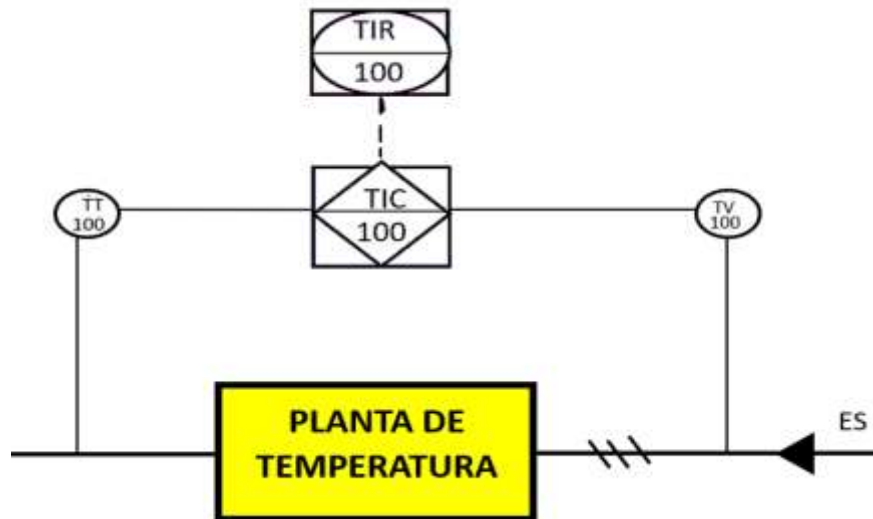 TIR
100
TT
100
TIC
100
TV
100
ES
PLANTA DE
TEMPERATURA